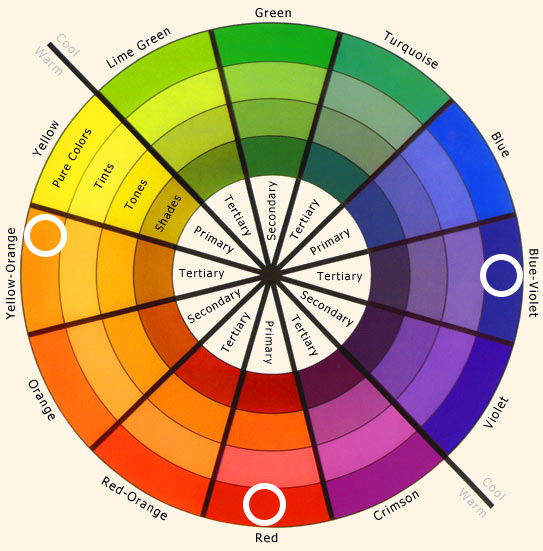 Green
Lime Green
Turquoise
Cool
Warm
Yellow
Blue
Pure Colors
Tints
Tones
Shades
Primary
Tertiary
Secondary
Tertiary
Primary
Tertiary
Secondary
Tertiary
Primary
Tertiary
Secondary
Tertiary
Yellow-Orange
Blue-Violet
Orange
Violet
Red-Orange
Crimson
Red
Cool
Warm